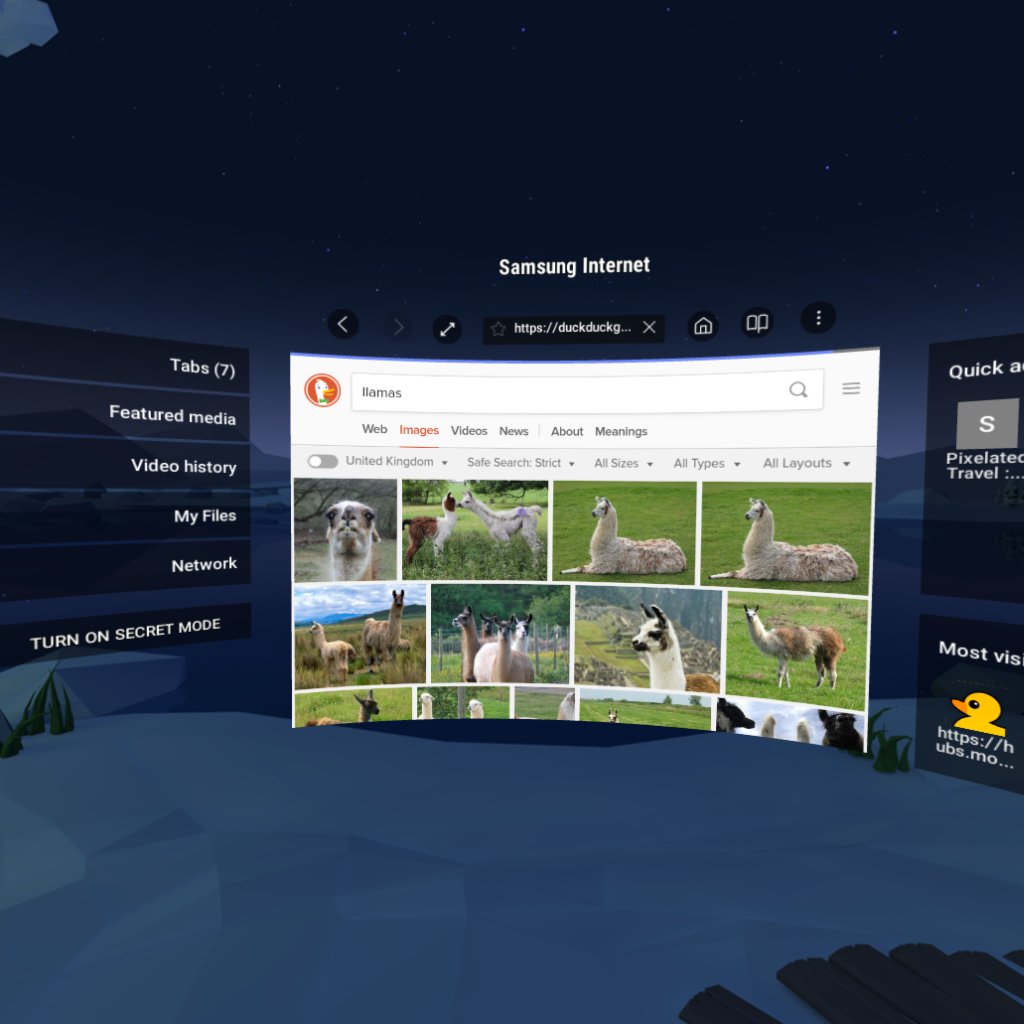 Samsung Internet
https://duckduckg...
Tabs (7)
Featured media
Video history
My Files
Network
TURN ON SECRET MODE
llamas
Web Images Videos News About Meanings
United Kingdom Safe Search: Strict All Sizes All Types All Layouts
Quick ac
S
Pixelated
Travel :...
Most visi
https://h
ubs.mo...